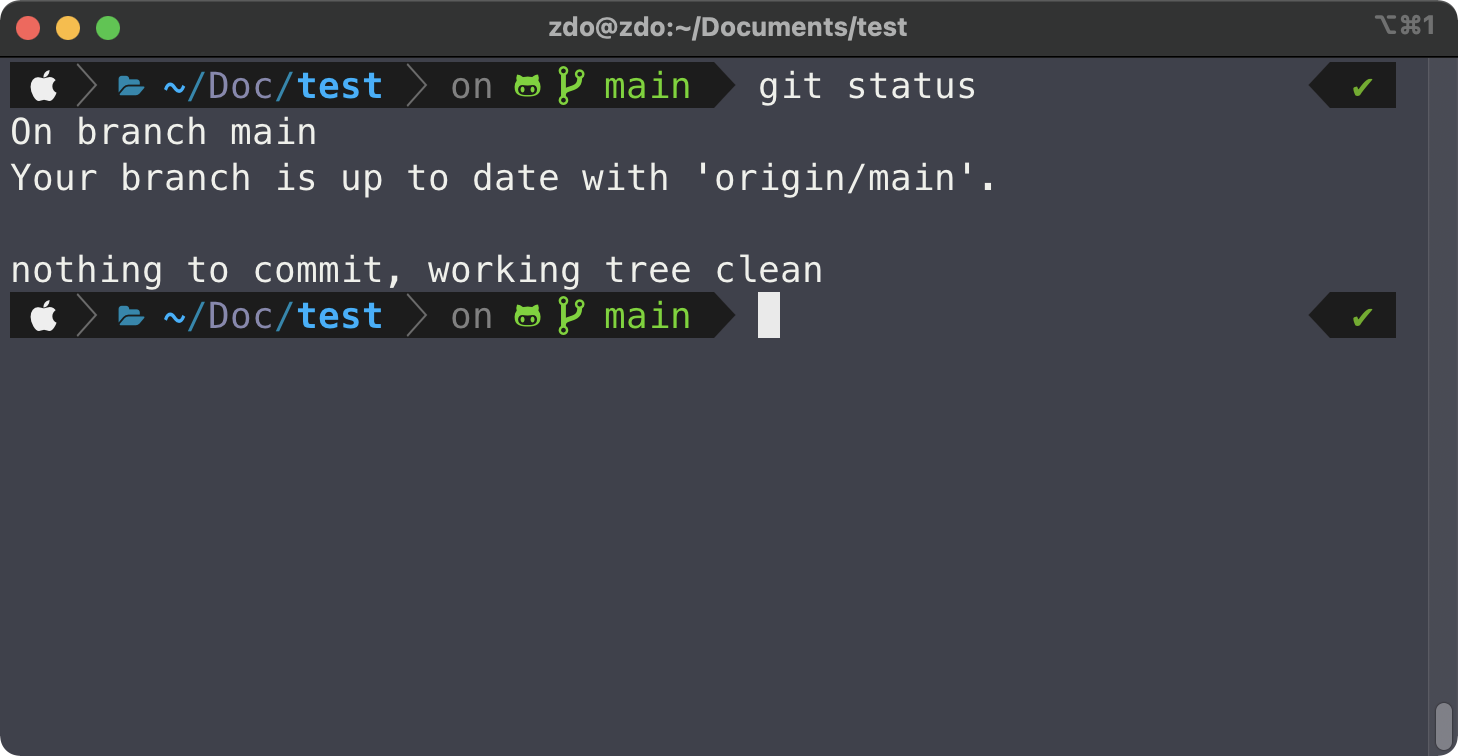 zdo@zdo:~/Documents/test
⌥⌘1
~/Doc/test on main git status ✔
On branch main
Your branch is up to date with 'origin/main'.
nothing to commit, working tree clean
~/Doc/test on main ✔